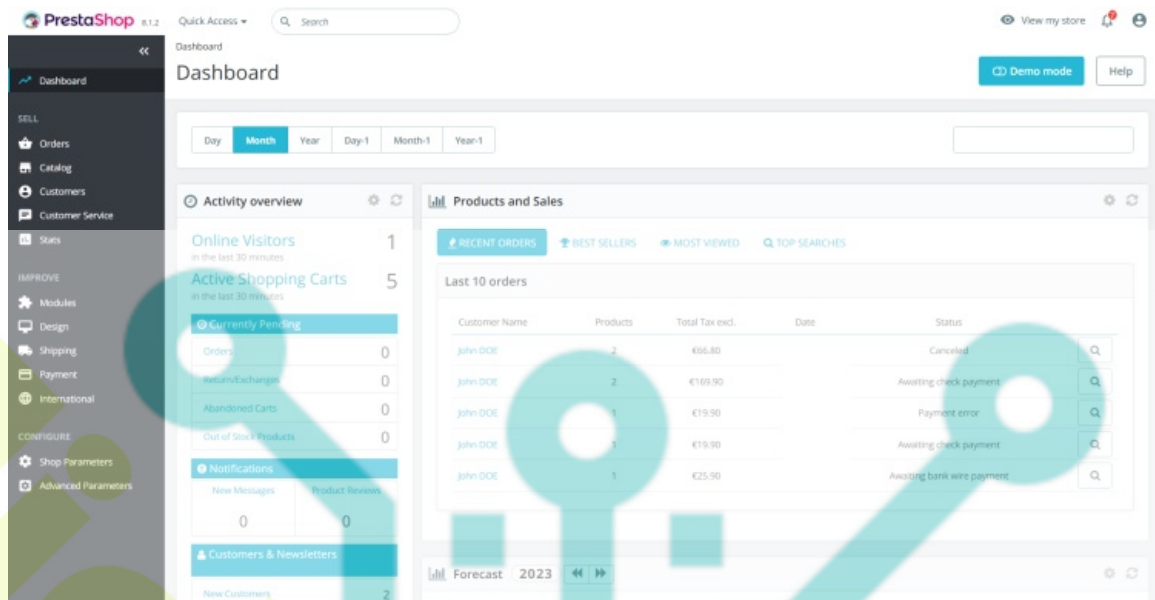 PrestaShop 8.1.2 Quick Access Search View my store
Dashboard
Dashboard
Demo mode Help
Dashboard
SELL
Orders
Catalog
Customers
Customer Service
Stats
IMPROVE
Modules
Design
Shipping
Payment
International
CONFIGURE
Shop Parameters
Advanced Parameters
Day Month Year Day-1 Month-1 Year-1
Activity overview
Online Visitors 1
in the last 30 minutes
Active Shopping Carts 5
in the last 30 minutes
Currently Pending
Orders 0
Return/Exchanges 0
Abandoned Carts 0
Out of Stock Products 0
Notifications
New Messages Product Reviews
0 0
Customers & Newsletters
New Customers 2
Products and Sales
RECENT ORDERS BEST SELLERS MOST VIEWED TOP SEARCHES
Last 10 orders
Customer Name Products Total Tax excl. Date Status
John DOE 2 €66.80 Canceled
John DOE 2 €169.90 Awaiting check payment
John DOE 1 €19.90 Payment error
John DOE €19.90 Awaiting check payment
John DOE 1 €25.90 Awaiting bank wire payment
Forecast 2023